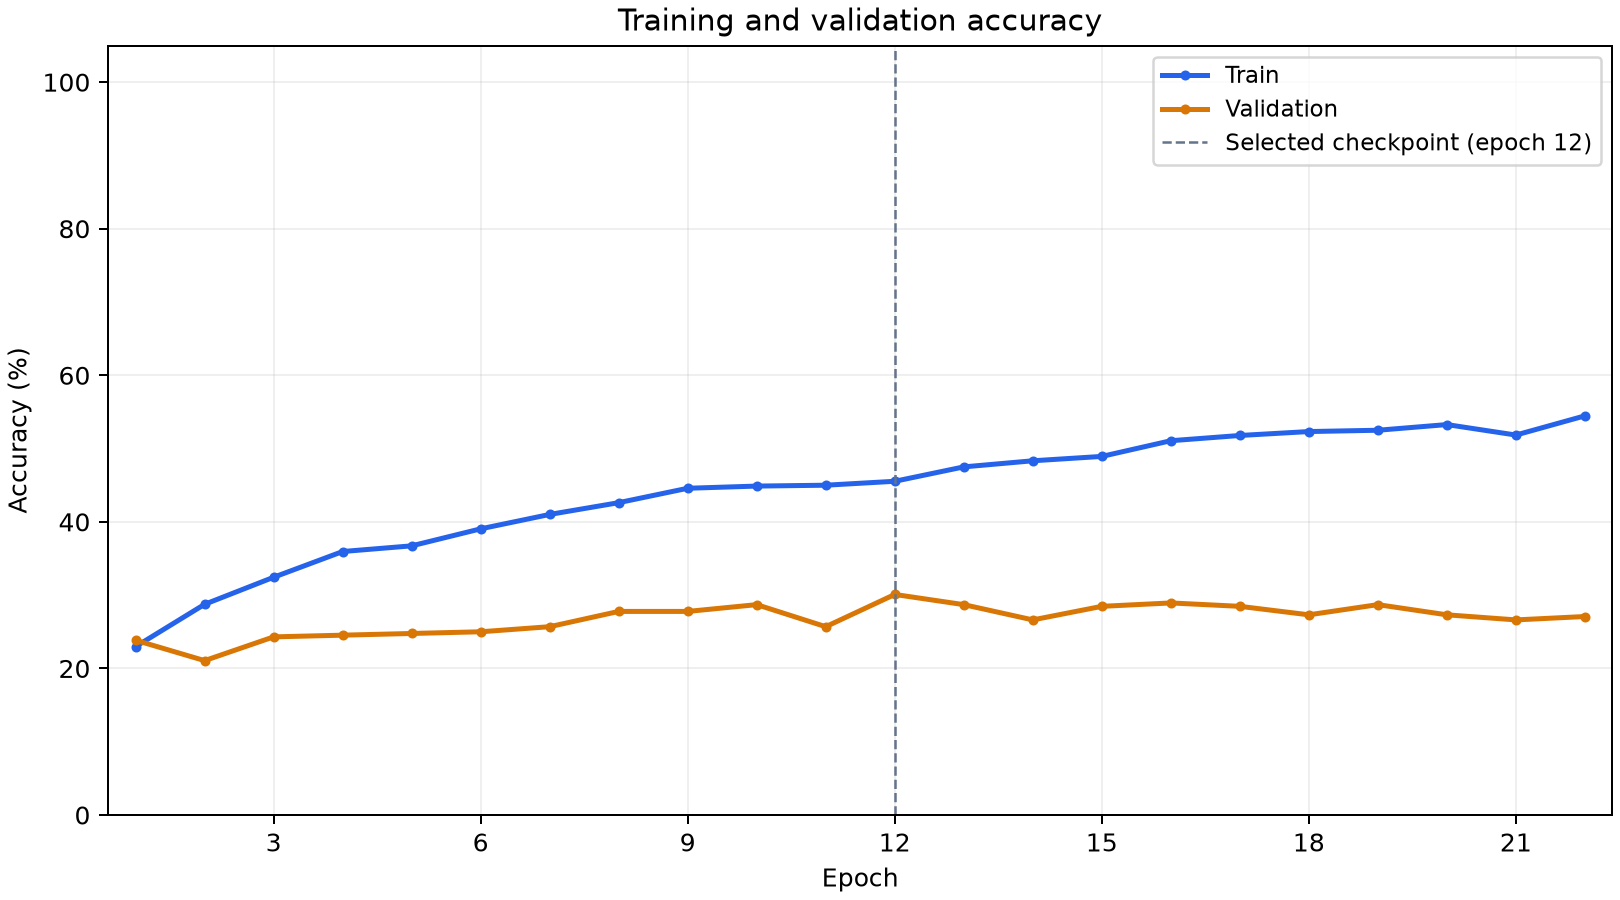 Training and validation accuracy
Train
Validation
Selected checkpoint (epoch 12)
Accuracy (%)
100
80
60
40
20
0
3 6 9 12 15 18 21
Epoch